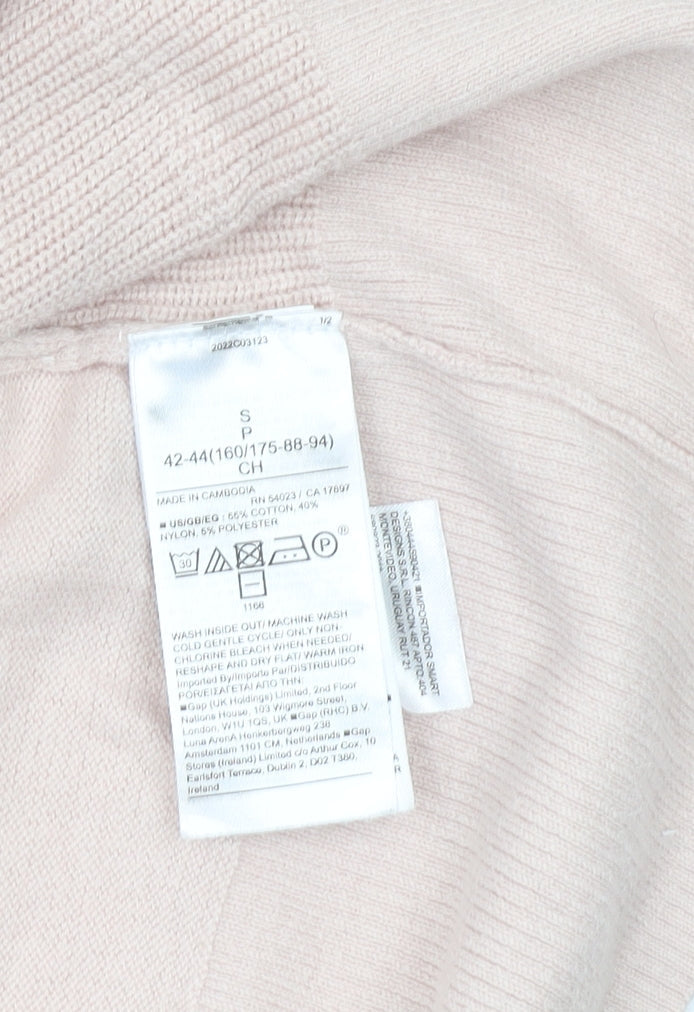 1/2
2022C03123
S
P
42-44(160/175-88-94)
CH
MADE IN CAMBODIA
RN 54023 / CA 17897
■ US/GB/EG : 55% COTTON, 40%
NYLON, 5% POLYESTER
30
P
®
1166
WASH INSIDE OUT/ MACHINE WASH
COLD GENTLE CYCLE/ ONLY NON-
CHLORINE BLEACH WHEN NEEDED/
RESHAPE AND DRY FLAT/ WARM IRON
Imported By/Importe Par/DISTRIBUIDO
POR/ΕΙΣΑΓΕΤΑΙ ΑΠΟ ΤΗΝ:
■Gap (UK Holdings) Limited, 2nd Floor
Nations House, 103 Wigmore Street,
London, W1U 1QS, UK ■Gap (RHC) B.V.
Luna ArenA Henkerbergweg 238
Amsterdam 1101 CM, Netherlands ■Gap
Stores (Ireland) Limited c/o Arthur Cox, 10
Earlsfort Terrace, Dublin 2, D02 T380,
Ireland
+380444590421 ■IMPORTADOR SMART
DESIGNS S.R.L. RINCON 487 APTO.404
MONTEVIDEO, URUGUAY RUT 21
A
R